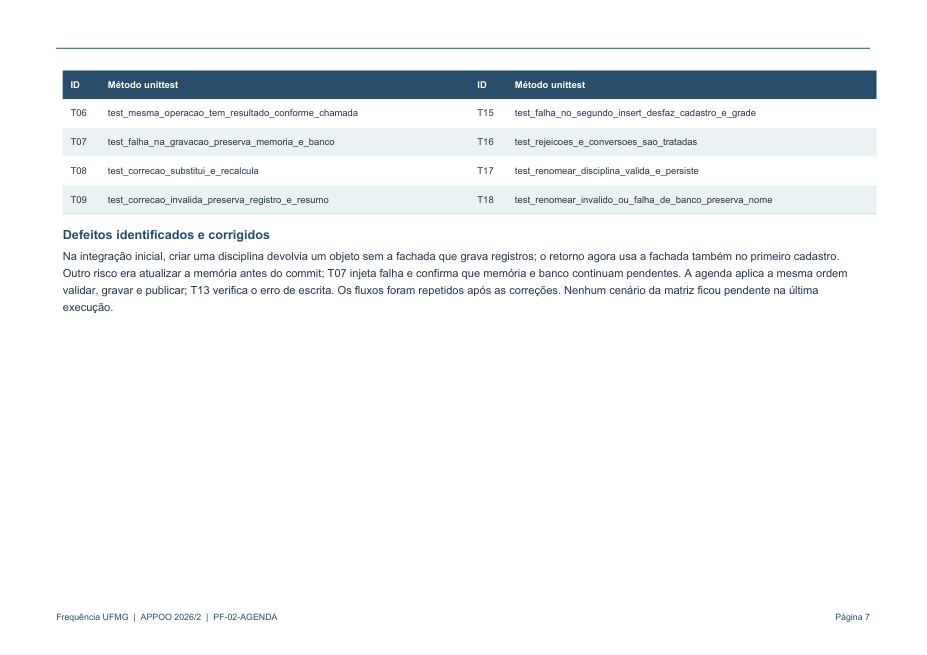 ID Método unittest ID Método unittest
T06 test_mesma_operacao_tem_resultado_conforme_chamada T15 test_falha_no_segundo_insert_desfaz_cadastro_e_grade
T07 test_falha_na_gravacao_preserva_memoria_e_banco T16 test_rejeicoes_e_conversoes_sao_tratadas
T08 test_correcao_substitui_e_recalcula T17 test_renomear_disciplina_valida_e_persiste
T09 test_correcao_invalida_preserva_registro_e_resumo T18 test_renomear_invalido_ou_falha_de_banco_preserva_nome
Defeitos identificados e corrigidos
Na integração inicial, criar uma disciplina devolvia um objeto sem a fachada que grava registros; o retorno agora usa a fachada também no primeiro cadastro.
Outro risco era atualizar a memória antes do commit; T07 injeta falha e confirma que memória e banco continuam pendentes. A agenda aplica a mesma ordem
validar, gravar e publicar; T13 verifica o erro de escrita. Os fluxos foram repetidos após as correções. Nenhum cenário da matriz ficou pendente na última
execução.
Frequência UFMG | APPOO 2026/2 | PF-02-AGENDA Página 7